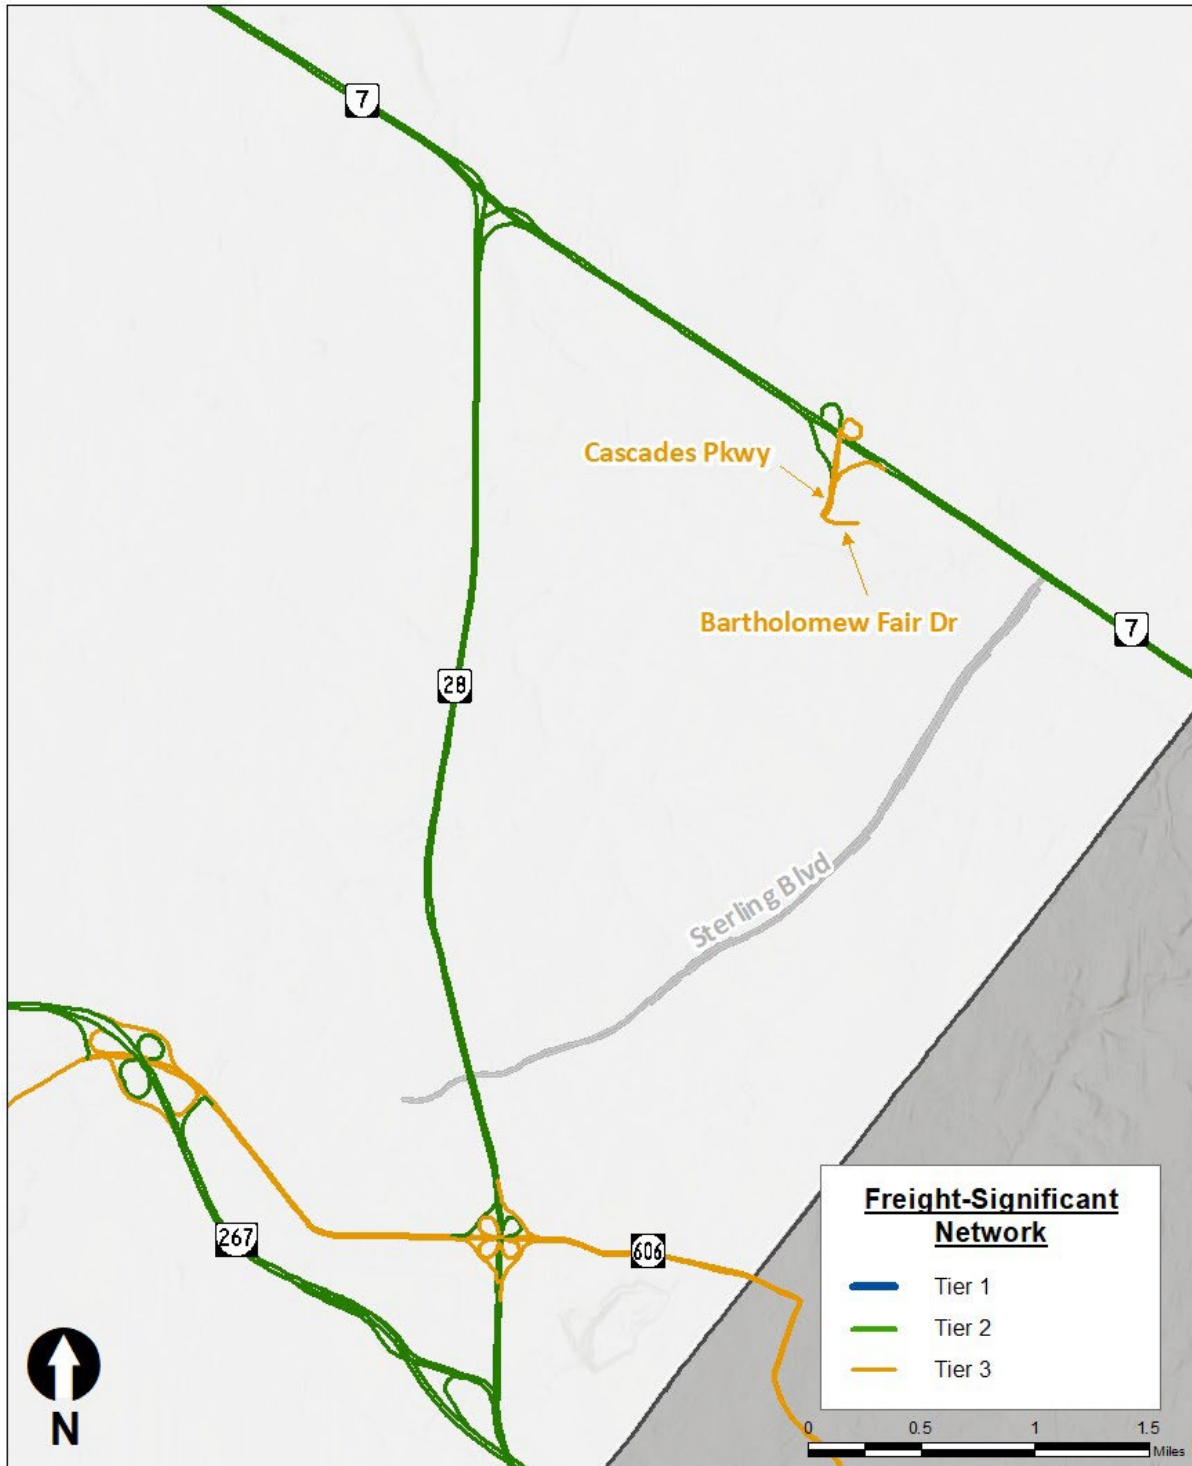 7
Cascades Pkwy
Bartholomew Fair Dr
7
28
Sterling Blvd
267
606
Freight-Significant
Network
Tier 1
Tier 2
Tier 3
N
0 0.5 1 1.5
Miles